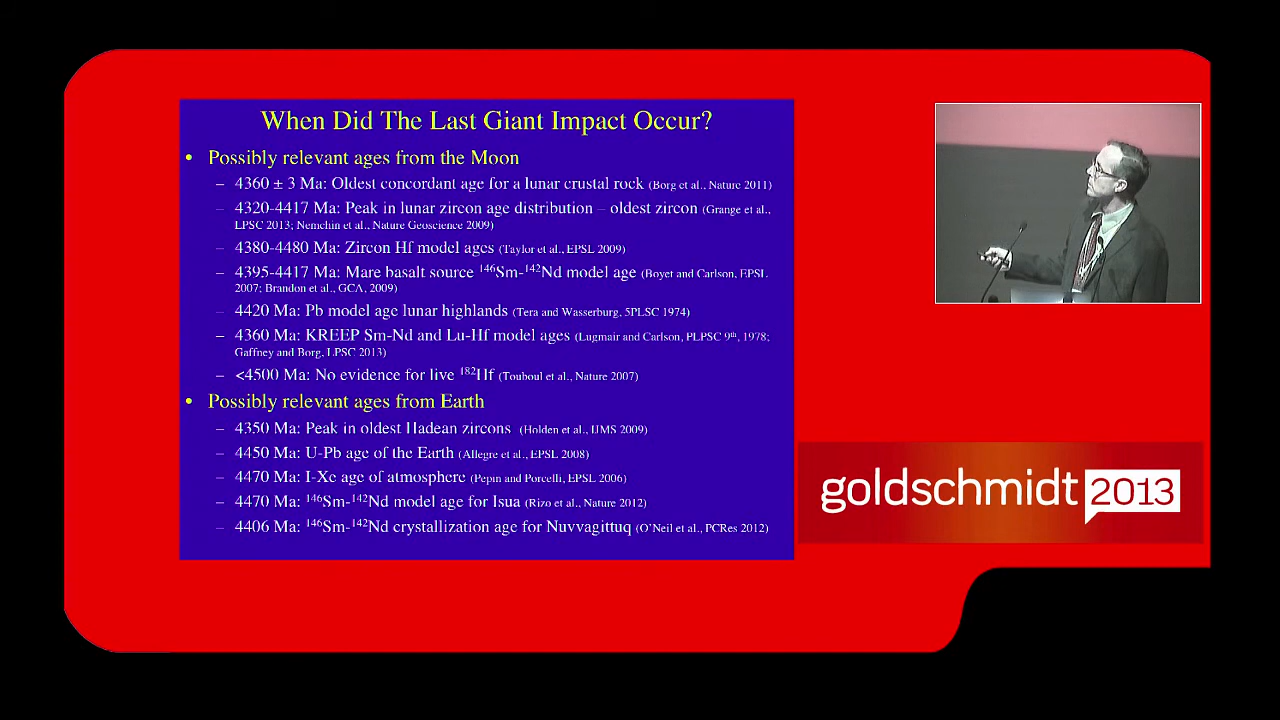 When Did The Last Giant Impact Occur?
• Possibly relevant ages from the Moon
– 4360 ± 3 Ma: Oldest concordant age for a lunar crustal rock (Borg et al., Nature 2011)
– 4320-4417 Ma: Peak in lunar zircon age distribution – oldest zircon (Grange et al.,
LPSC 2013; Nemchin et al., Nature Geoscience 2009)
– 4380-4480 Ma: Zircon Hf model ages (Taylor et al., EPSL 2009)
– 4395-4417 Ma: Mare basalt source ¹⁴⁶Sm-¹⁴²Nd model age (Boyet and Carlson, EPSL
2007; Brandon et al., GCA, 2009)
– 4420 Ma: Pb model age lunar highlands (Tera and Wasserburg, 5PLSC 1974)
– 4360 Ma: KREEP Sm-Nd and Lu-Hf model ages (Lugmair and Carlson, PLPSC 9ᵗʰ, 1978;
Gaffney and Borg, LPSC 2013)
– <4500 Ma: No evidence for live ¹⁸²Hf (Touboul et al., Nature 2007)
• Possibly relevant ages from Earth
– 4350 Ma: Peak in oldest Hadean zircons (Holden et al., IJMS 2009)
– 4450 Ma: U-Pb age of the Earth (Allegre et al., EPSL 2008)
– 4470 Ma: I-Xe age of atmosphere (Pepin and Porcelli, EPSL 2006)
– 4470 Ma: ¹⁴⁶Sm-¹⁴²Nd model age for Isua (Rizo et al., Nature 2012)
– 4406 Ma: ¹⁴⁶Sm-¹⁴²Nd crystallization age for Nuvvagittuq (O'Neil et al., PCRes 2012)
goldschmidt 2013